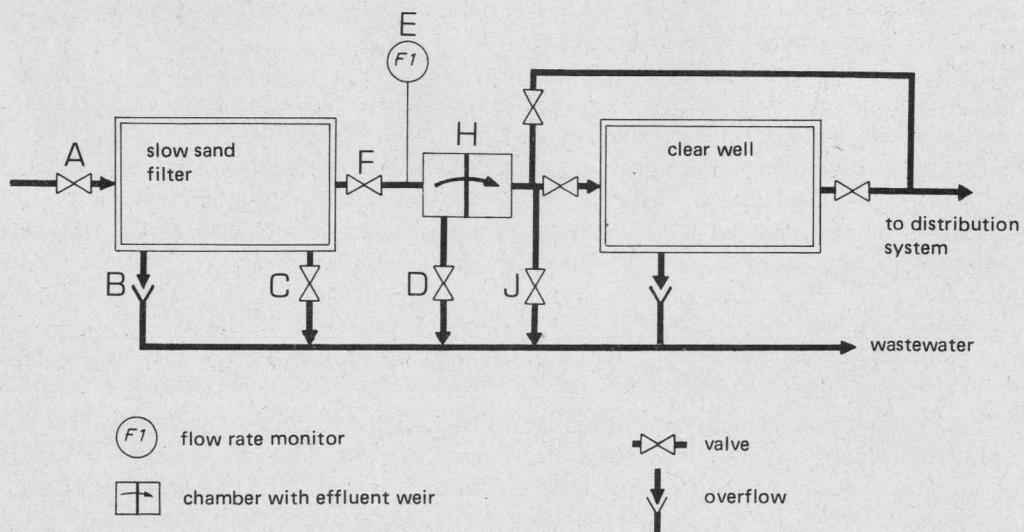 E
F1
H
A
slow sand
filter
F
clear well
to distribution
system
B
C
D
J
wastewater
F1
flow rate monitor
valve
chamber with effluent weir
overflow